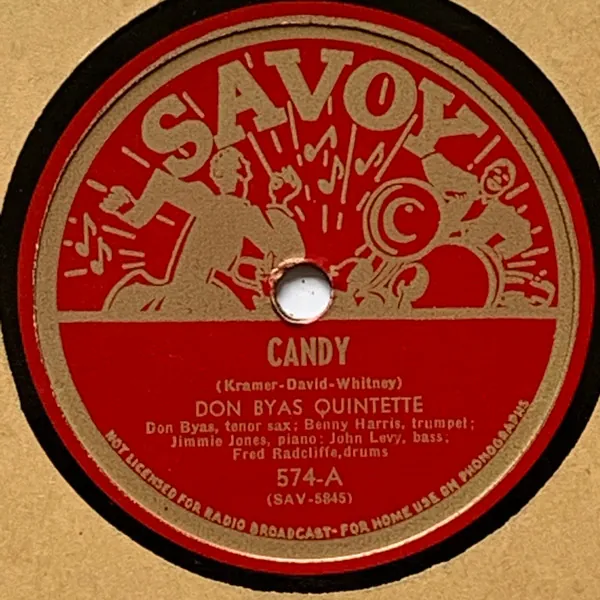 SAVOY
CANDY
(Kramer-David-Whitney)
DON BYAS QUINTETTE
Don Byas, tenor sax; Benny Harris, trumpet;
Jimmie Jones, piano; John Levy, bass;
Fred Radcliffe, drums
574-A
(SAV-5845)
NOT LICENSED FOR RADIO BROADCAST-FOR HOME USE ON PHONOGRAPHS